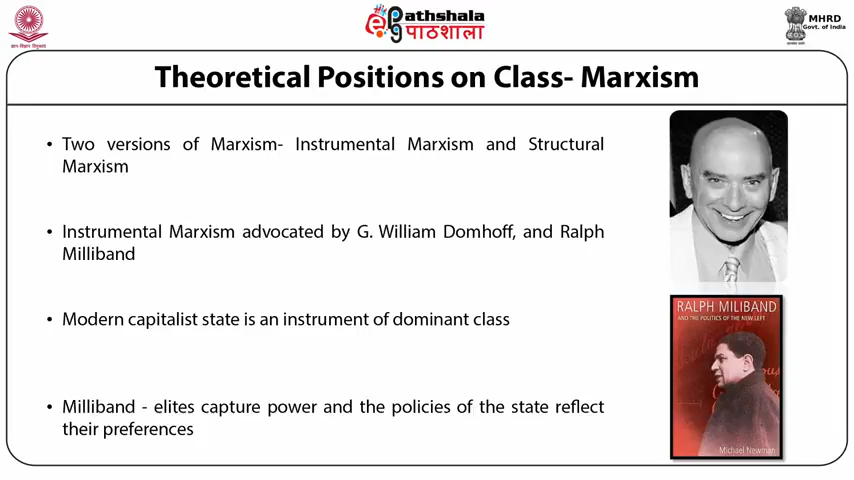 ePathshala
पाठशाला
MHRD
Govt. of India
Theoretical Positions on Class- Marxism
• Two versions of Marxism- Instrumental Marxism and Structural
Marxism
• Instrumental Marxism advocated by G. William Domhoff, and Ralph
Milliband
• Modern capitalist state is an instrument of dominant class
• Milliband - elites capture power and the policies of the state reflect
their preferences
RALPH MILIBAND
AND THE POLITICS OF THE NEW LEFT
Michael Newman